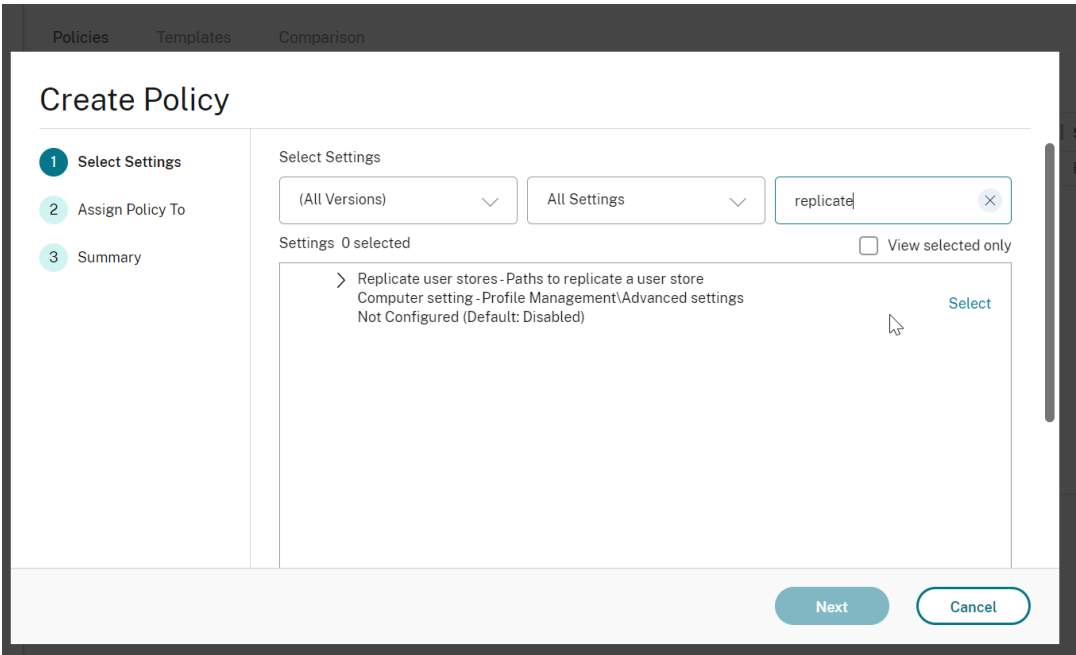 Policies Templates Comparison
Create Policy
1 Select Settings
2 Assign Policy To
3 Summary
Select Settings
(All Versions) All Settings replicate
Settings 0 selected
View selected only
Replicate user stores - Paths to replicate a user store
Computer setting - Profile Management\Advanced settings
Not Configured (Default: Disabled)
Select
Next Cancel